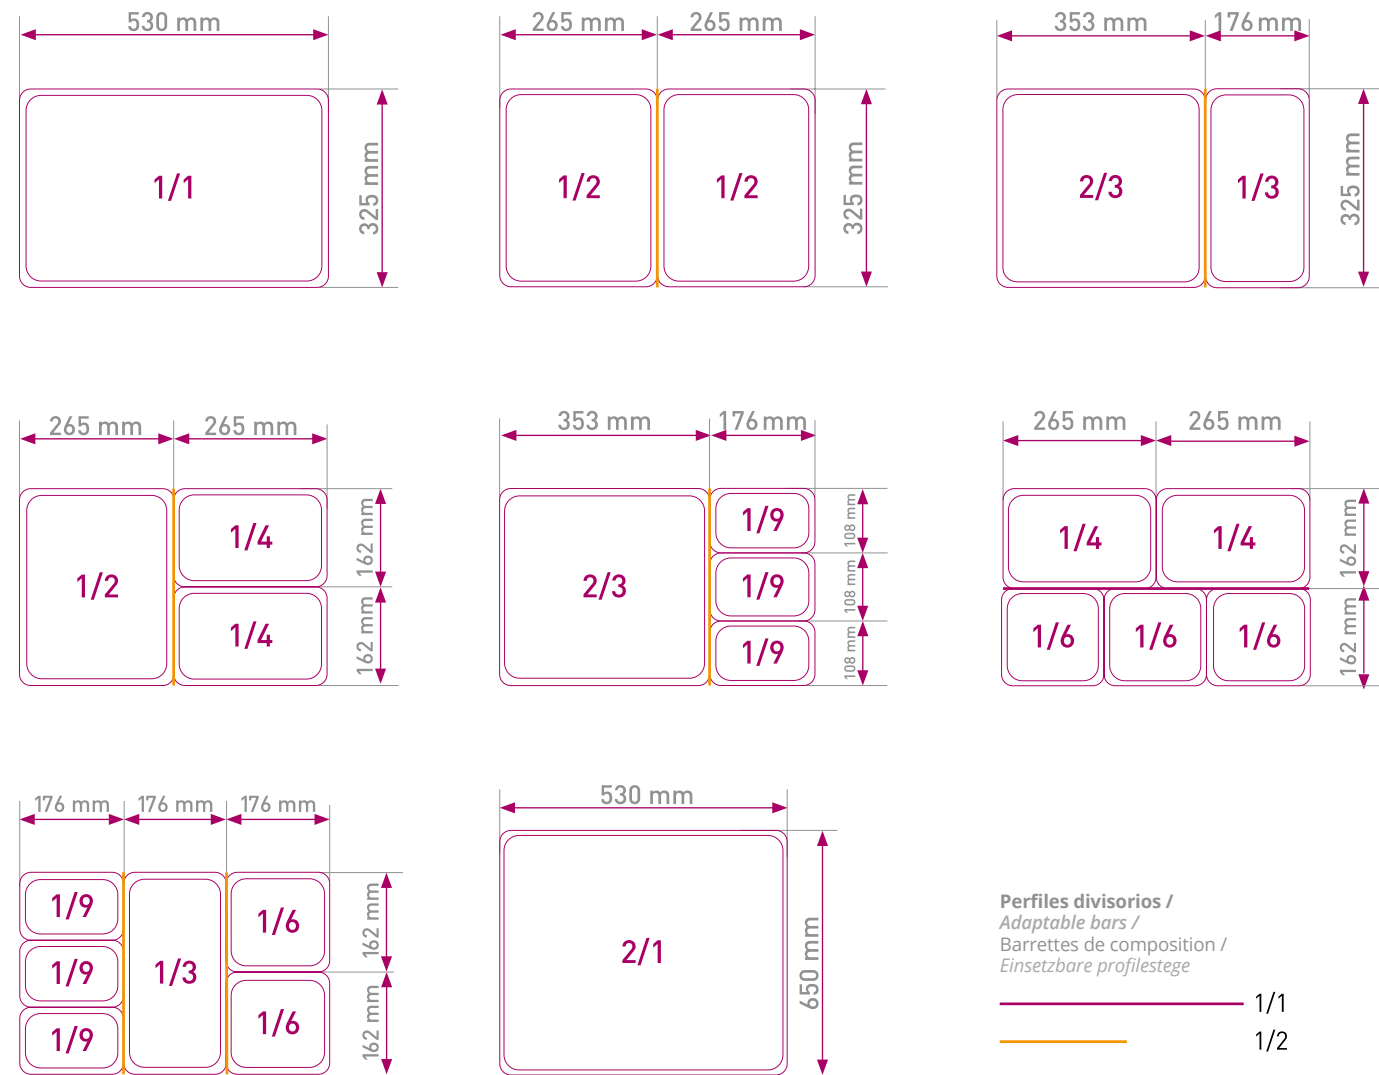 530 mm
265 mm 265 mm
353 mm 176 mm
1/1
325 mm
1/2 1/2
325 mm
2/3 1/3
325 mm
265 mm 265 mm
353 mm 176 mm
265 mm 265 mm
1/2
1/4
1/4
162 mm
162 mm
2/3
1/9
1/9
1/9
108 mm
108 mm
108 mm
1/4 1/4
1/6 1/6 1/6
162 mm
162 mm
176 mm 176 mm 176 mm
530 mm
1/9
1/9
1/9
1/3
1/6
1/6
162 mm
162 mm
2/1
650 mm
Perfiles divisorios /
Adaptable bars /
Barrettes de composition /
Einsetzbare profilestege
1/1
1/2